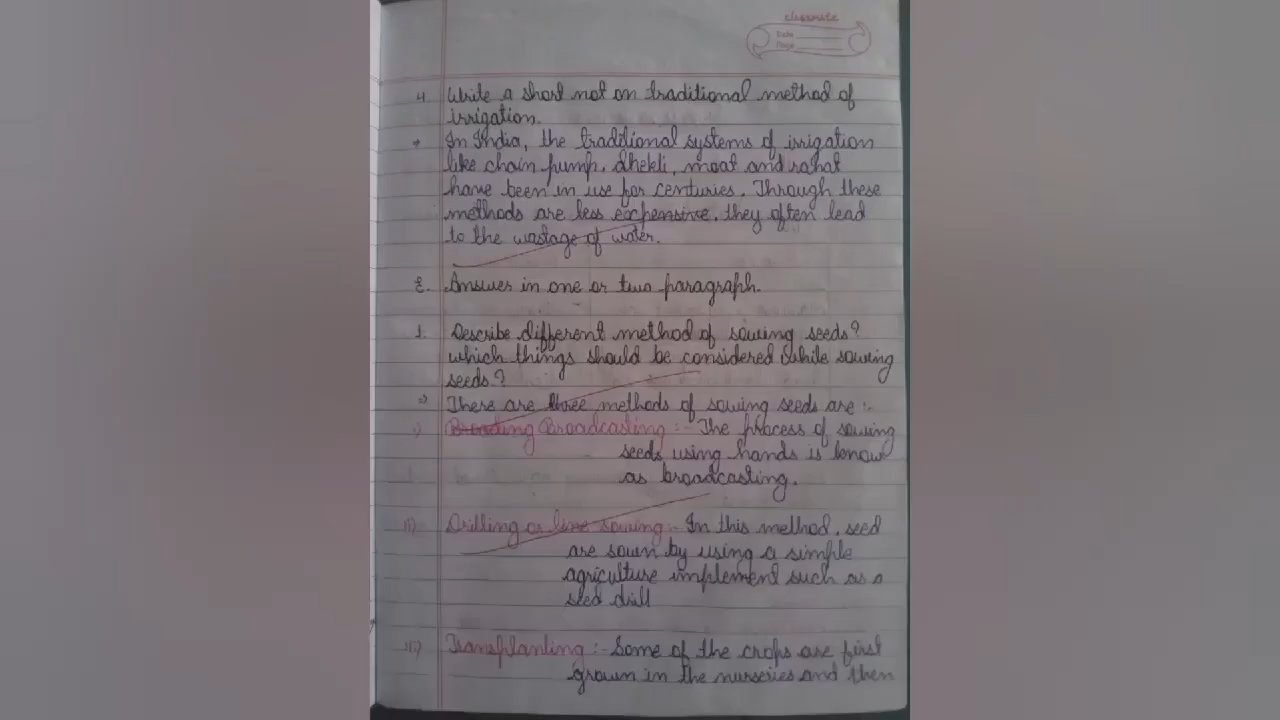 classmate
Date
Page
4. Write a short not on traditional method of
irrigation.
In India, the traditional systems of irrigation
like chain pump, dhekli, moat and rahat
have been in use for centuries. Through these
methods are less expensive, they often lead
to the wastage of water.
E. Answer in one or two paragraph.
1. Describe different method of sowing seeds?
which things should be considered while sowing
seeds?
There are three methods of sowing seeds are :-
i) Broadcasting :- The process of sowing
seeds using hands is know
as broadcasting.
ii) Drilling or line sowing :- In this method, seed
are sown by using a simple
agriculture implement such as a
seed drill
iii) Transplanting :- Some of the crops are first
grown in the nurseries and then